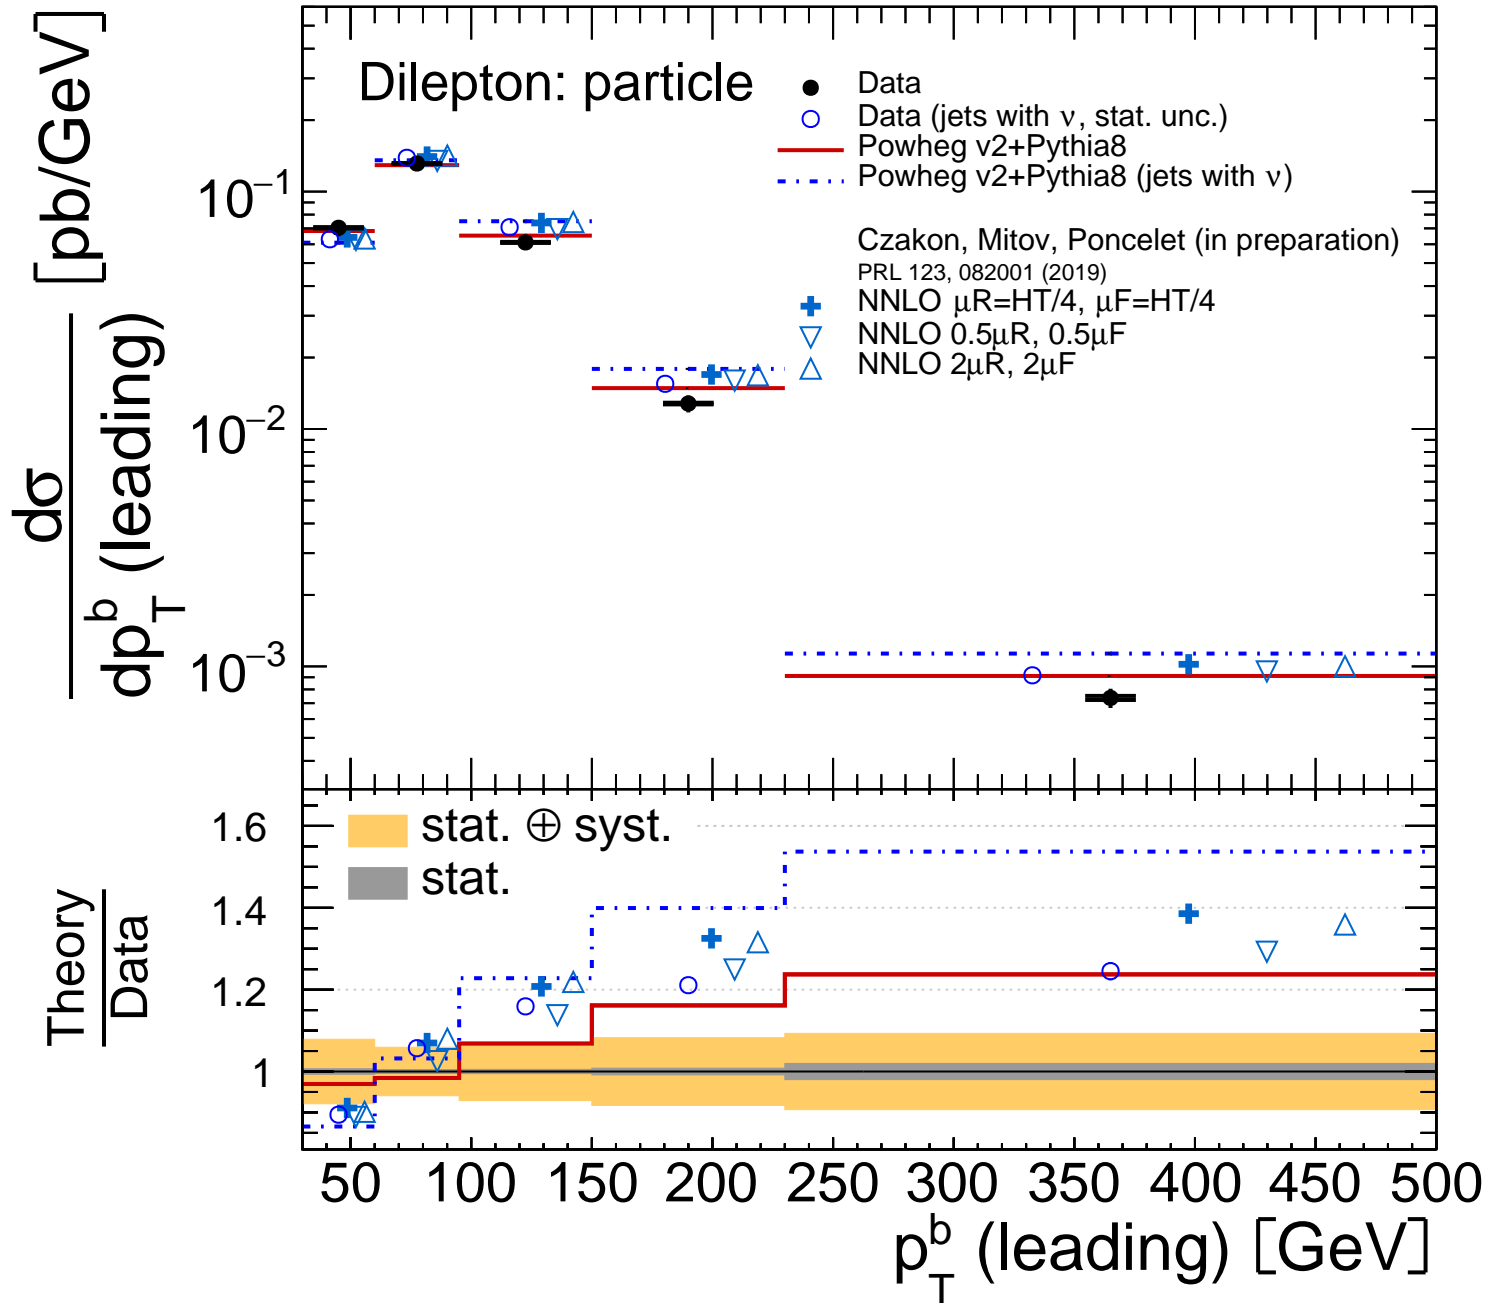 dσ
dp_T^b (leading) [pb/GeV]
10⁻¹
10⁻²
10⁻³
Dilepton: particle
Data
Data (jets with ν, stat. unc.)
Powheg v2+Pythia8
Powheg v2+Pythia8 (jets with ν)
Czakon, Mitov, Poncelet (in preparation)
PRL 123, 082001 (2019)
NNLO μR=HT/4, μF=HT/4
NNLO 0.5μR, 0.5μF
NNLO 2μR, 2μF
Theory
Data
1.6
1.4
1.2
1
stat. ⊕ syst.
stat.
50 100 150 200 250 300 350 400 450 500
p_T^b (leading) [GeV]